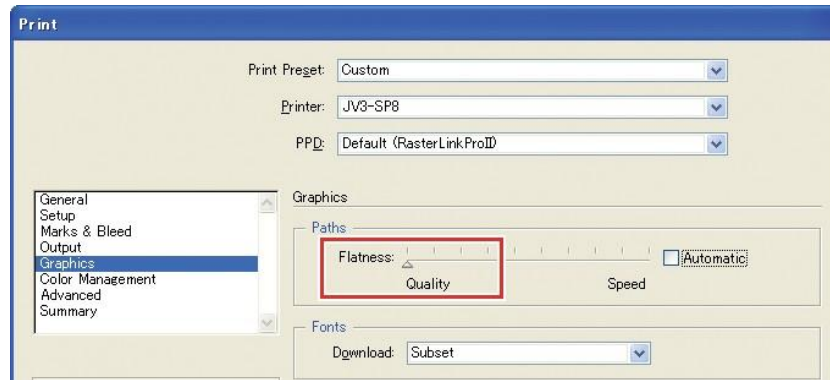 Print
Print Preset: Custom
Printer: JV3-SP8
PPD: Default (RasterLinkProII)
General
Setup
Marks & Bleed
Output
Graphics
Color Management
Advanced
Summary
Graphics
Paths
Flatness:
Automatic
Quality Speed
Fonts
Download: Subset